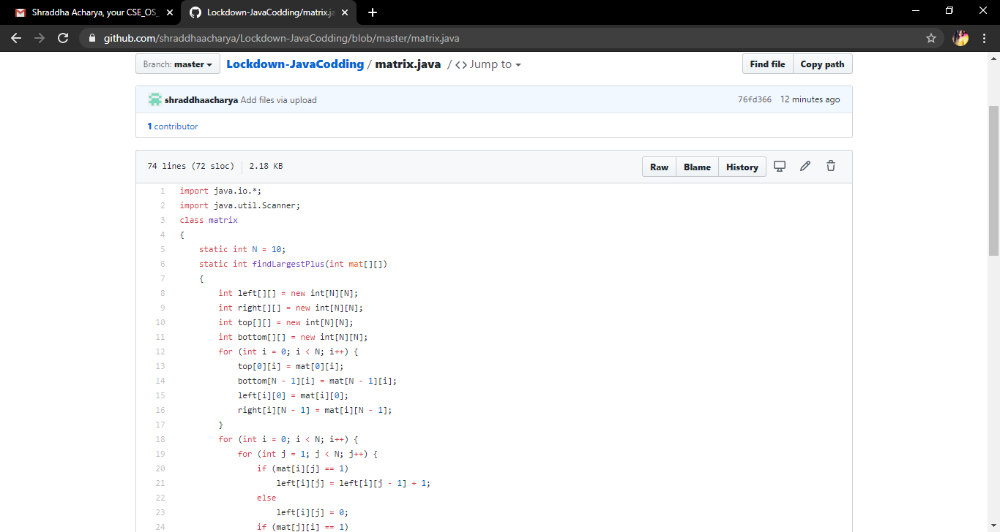 Shraddha Acharya, your CSE_OS_
Lockdown-JavaCodding/matrix.ja
github.com/shraddhaacharya/Lockdown-JavaCodding/blob/master/matrix.java
Branch: master
Lockdown-JavaCodding / matrix.java / <> Jump to
Find file
Copy path
shraddhaacharya Add files via upload
76fd366 12 minutes ago
1 contributor
74 lines (72 sloc) 2.18 KB
Raw
Blame
History
1 import java.io.*;
2 import java.util.Scanner;
3 class matrix
4 {
5 static int N = 10;
6 static int findLargestPlus(int mat[][])
7 {
8 int left[][] = new int[N][N];
9 int right[][] = new int[N][N];
10 int top[][] = new int[N][N];
11 int bottom[][] = new int[N][N];
12 for (int i = 0; i < N; i++) {
13 top[0][i] = mat[0][i];
14 bottom[N - 1][i] = mat[N - 1][i];
15 left[i][0] = mat[i][0];
16 right[i][N - 1] = mat[i][N - 1];
17 }
18 for (int i = 0; i < N; i++) {
19 for (int j = 1; j < N; j++) {
20 if (mat[i][j] == 1)
21 left[i][j] = left[i][j - 1] + 1;
22 else
23 left[i][j] = 0;
24 if (mat[j][i] == 1)